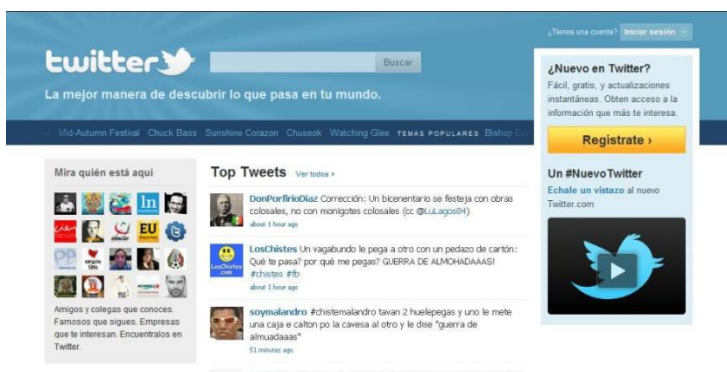 ¿Tienes una cuenta? Iniciar sesión
twitter
Buscar
La mejor manera de descubrir lo que pasa en tu mundo.
Mid-Autumn Festival Chuck Bass Sunshine Corazon Chuseok Watching Glee TEMAS POPULARES Bishop
¿Nuevo en Twitter?
Fácil, gratis, y actualizaciones
instantáneas. Obten acceso a la
información que más te interesa.
Regístrate ›
Un #NuevoTwitter
Echale un vistazo al nuevo
Twitter.com
Mira quién está aquí
in
EU
Amigos y colegas que conoces.
Famosos que sigues. Empresas
que te interesan. Encuentralos en
Twitter.
Top Tweets Ver todos ›
DonPorfirioDiaz Corrección: Un bicentenario se festeja con obras
colosales, no con monigotes colosales (cc @LuLagos84)
about 1 hour ago
LosChistes
.com
LosChistes Un vagabundo le pega a otro con un pedazo de cartón:
Qué te pasa? por qué me pegas? GUERRA DE ALMOHADAAAS!
#chistes #fb
about 1 hour ago
soymalandro #chistemalandro tavan 2 huelepegas y uno le mete
una caja e calton po la cavesa al otro y le dise "guerra de
almuadaaas"
51 minutes ago